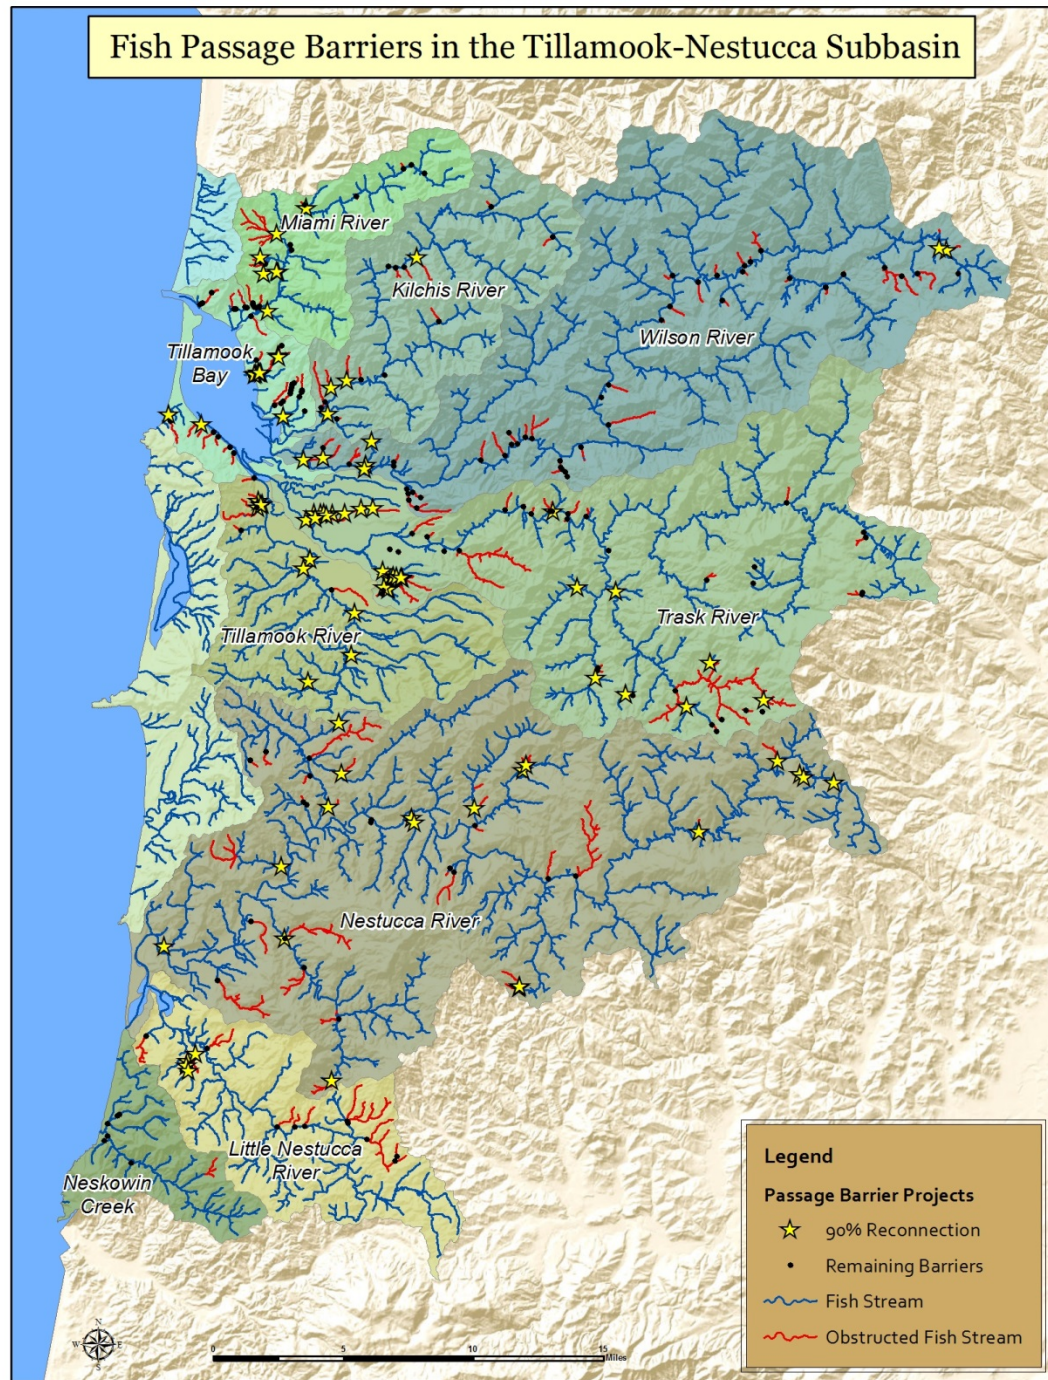 Fish Passage Barriers in the Tillamook-Nestucca Subbasin
Miami River
Kilchis River
Wilson River
Tillamook
Bay
Trask River
Tillamook River
Nestucca River
Little Nestucca
River
Neskowin
Creek
Legend
Passage Barrier Projects
90% Reconnection
Remaining Barriers
Fish Stream
Obstructed Fish Stream
N
W
E
S
0
5
10
15
Miles